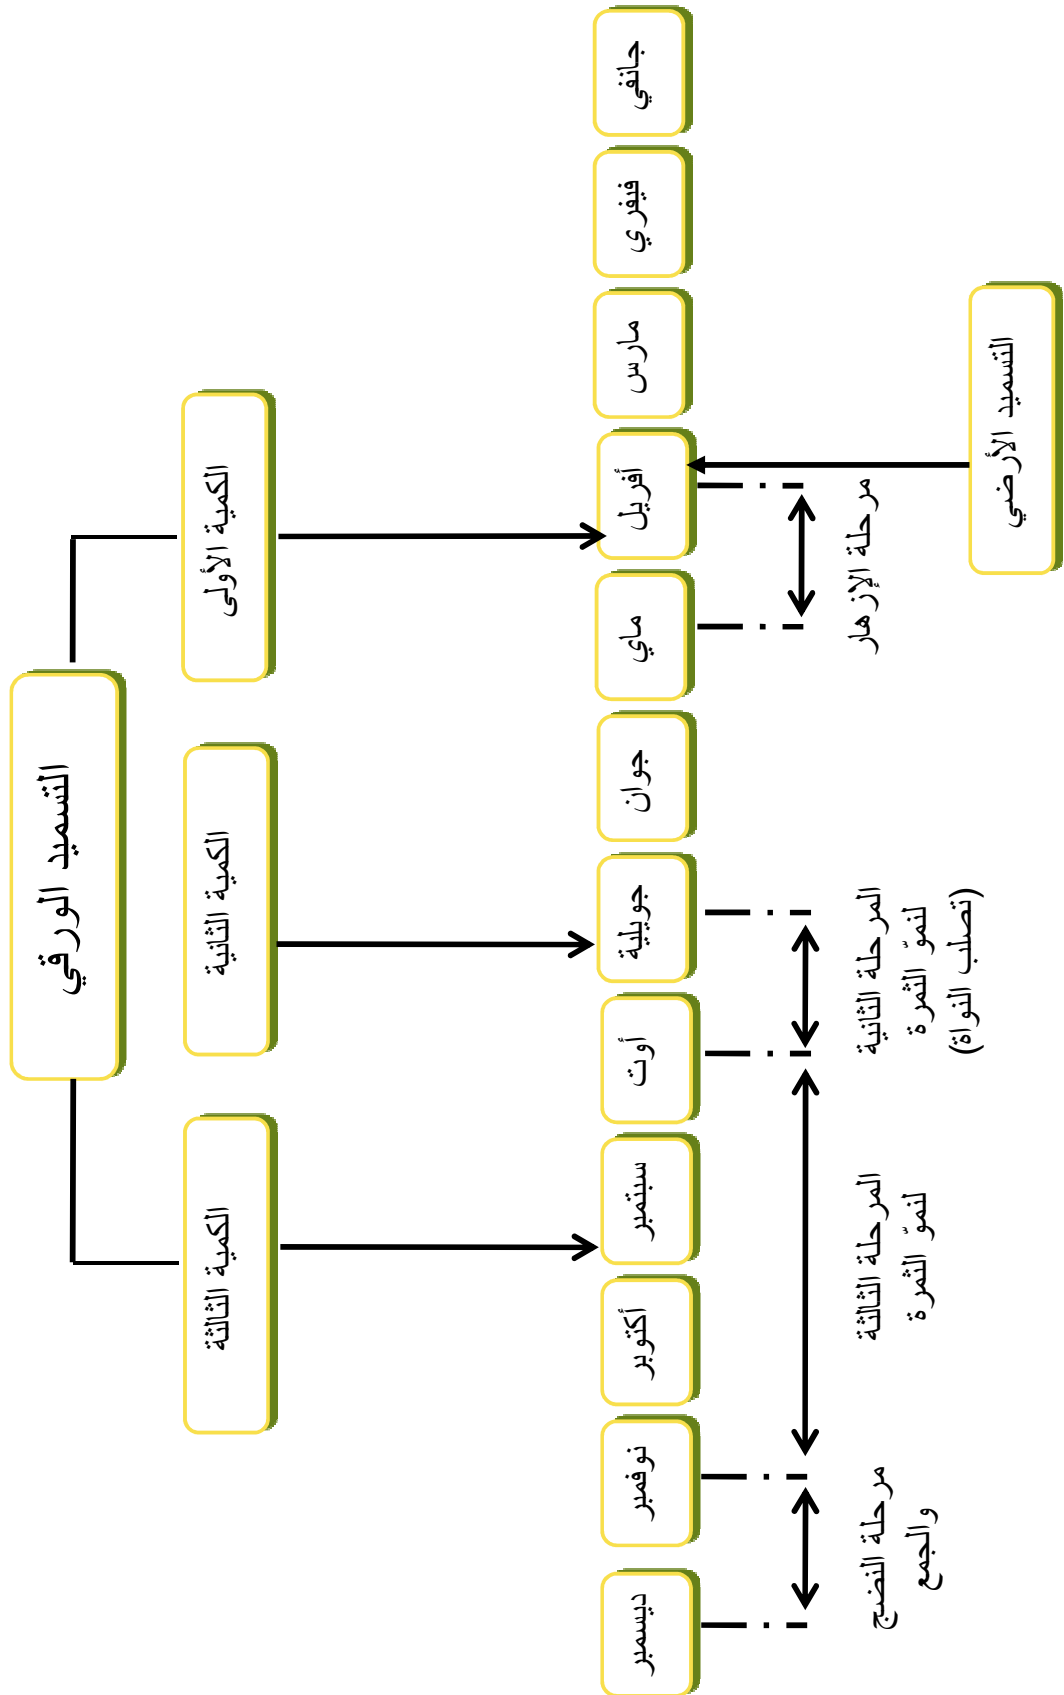 التسميد الورقي
الكمية الأولى
الكمية الثانية
الكمية الثالثة
جانفي
فيفري
مارس
أفريل
ماي
جوان
جويلية
أوت
سبتمبر
أكتوبر
نوفمبر
ديسمبر
مرحلة الإزهار
المرحلة الثانية
لنموّ الثمرة
(تصلب النواة)
المرحلة الثالثة
لنموّ الثمرة
مرحلة النضج
والجمع
التسميد الأرضي